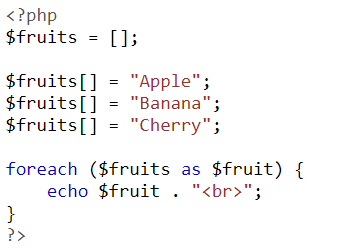 <?php
$fruits = [];

$fruits[] = "Apple";
$fruits[] = "Banana";
$fruits[] = "Cherry";

foreach ($fruits as $fruit) {
    echo $fruit . "<br>";
}
?>